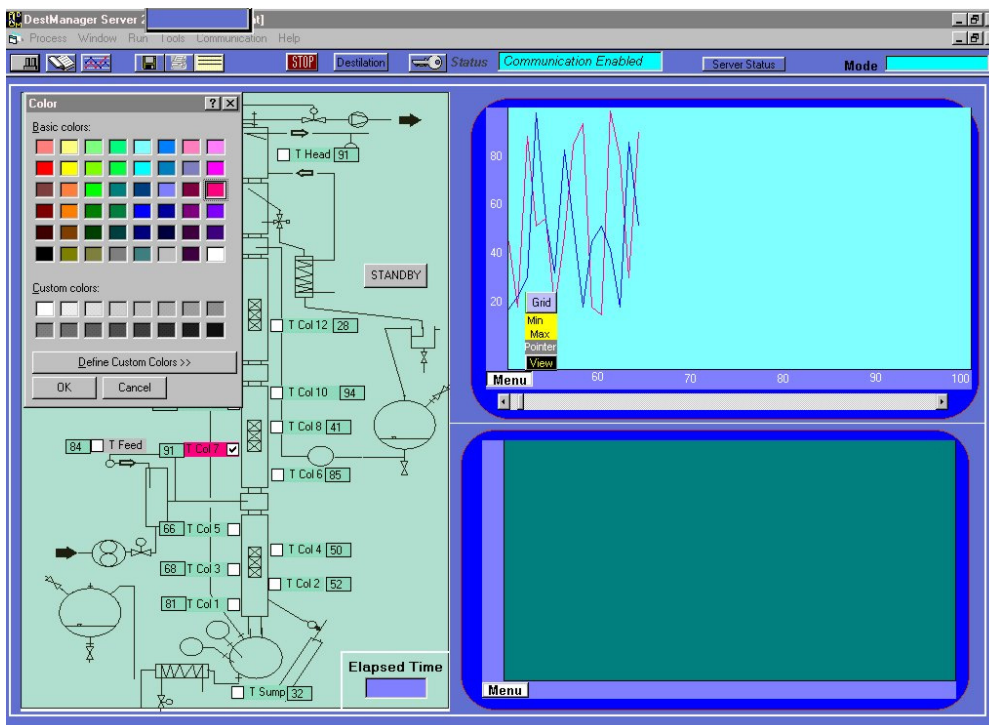 DestManager Server
Process Window Run Tools Communication Help
STOP
Destilation
Status
Communication Enabled
Server Status
Mode
Color
Basic colors:
Custom colors:
Define Custom Colors >>
OK
Cancel
T Head 91
STANDBY
T Col 12 28
T Col 10 94
T Col 8 41
84 T Feed
91 T Col 7
T Col 6 85
66 T Col 5
T Col 4 50
68 T Col 3
T Col 2 52
81 T Col 1
T Sump 32
Elapsed Time
80
60
40
20
Grid
Min
Max
Pointer
View
Menu
60 70 80 90 100
Menu